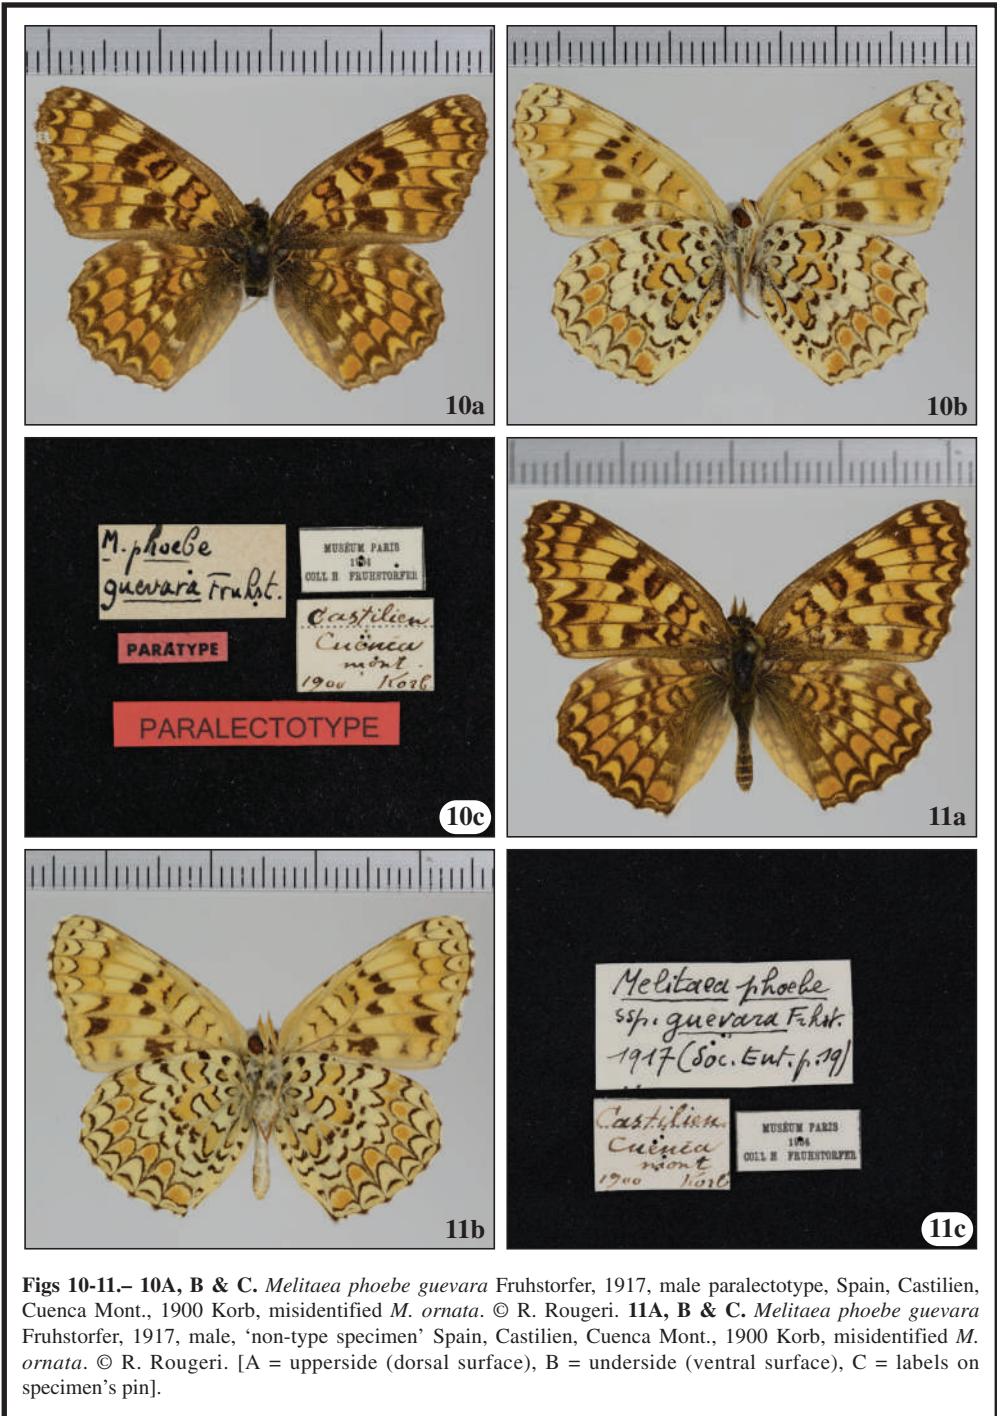 10a
10b
M. phoebe
guevara Fruhst.
PARATYPE
PARALECTOTYPE
MUSÉUM PARIS
COLL H FRUHSTORFER
Castilien
Cuenca
mont.
1900 Korb
10c
11a
11b
Melitaea phoebe
ssp. guevara Frhst.
1917 (Soc. Ent. p. 19)
Castilien
Cuenca
mont
1900 Korb
MUSÉUM PARIS
COLL H FRUHSTORFER
11c
Figs 10-11.– 10A, B & C. Melitaea phoebe guevara Fruhstorfer, 1917, male paralectotype, Spain, Castilien,
Cuenca Mont., 1900 Korb, misidentified M. ornata. © R. Rougeri. 11A, B & C. Melitaea phoebe guevara
Fruhstorfer, 1917, male, ‘non-type specimen’ Spain, Castilien, Cuenca Mont., 1900 Korb, misidentified M.
ornata. © R. Rougeri. [A = upperside (dorsal surface), B = underside (ventral surface), C = labels on
specimen’s pin].